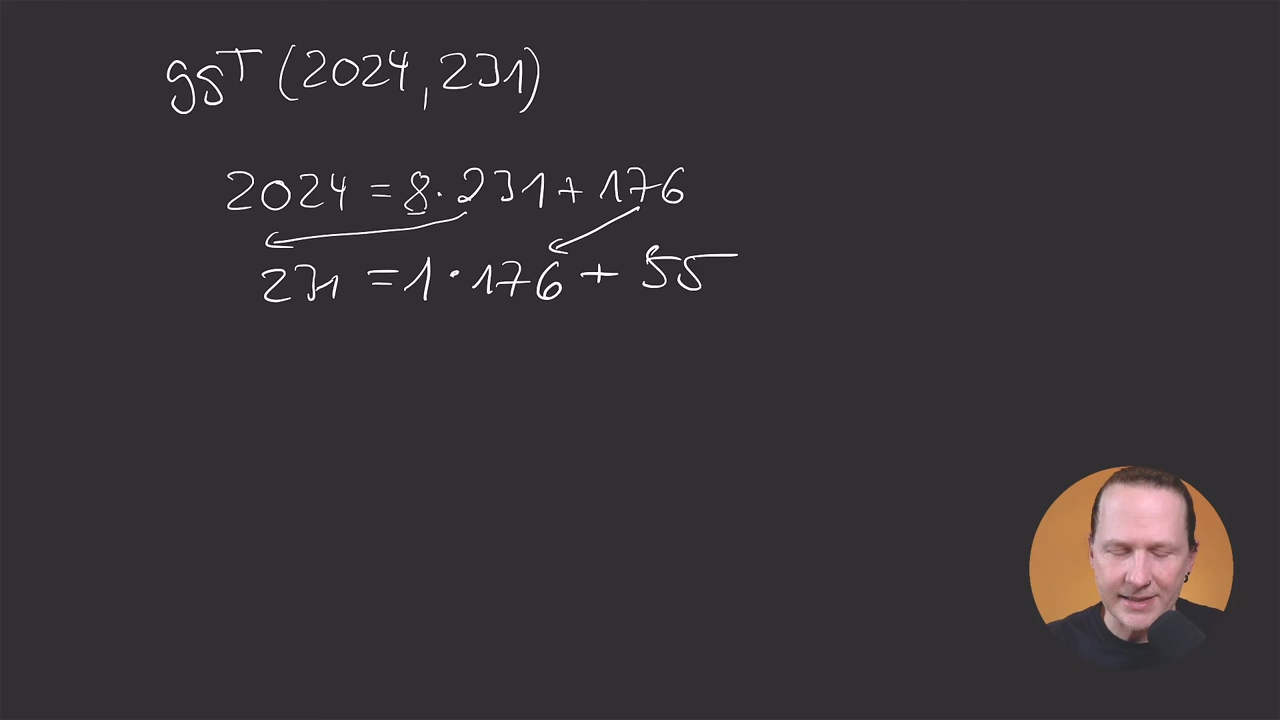 ggT (2024, 231)
2024 = 8 · 231 + 176
231 = 1 · 176 + 55